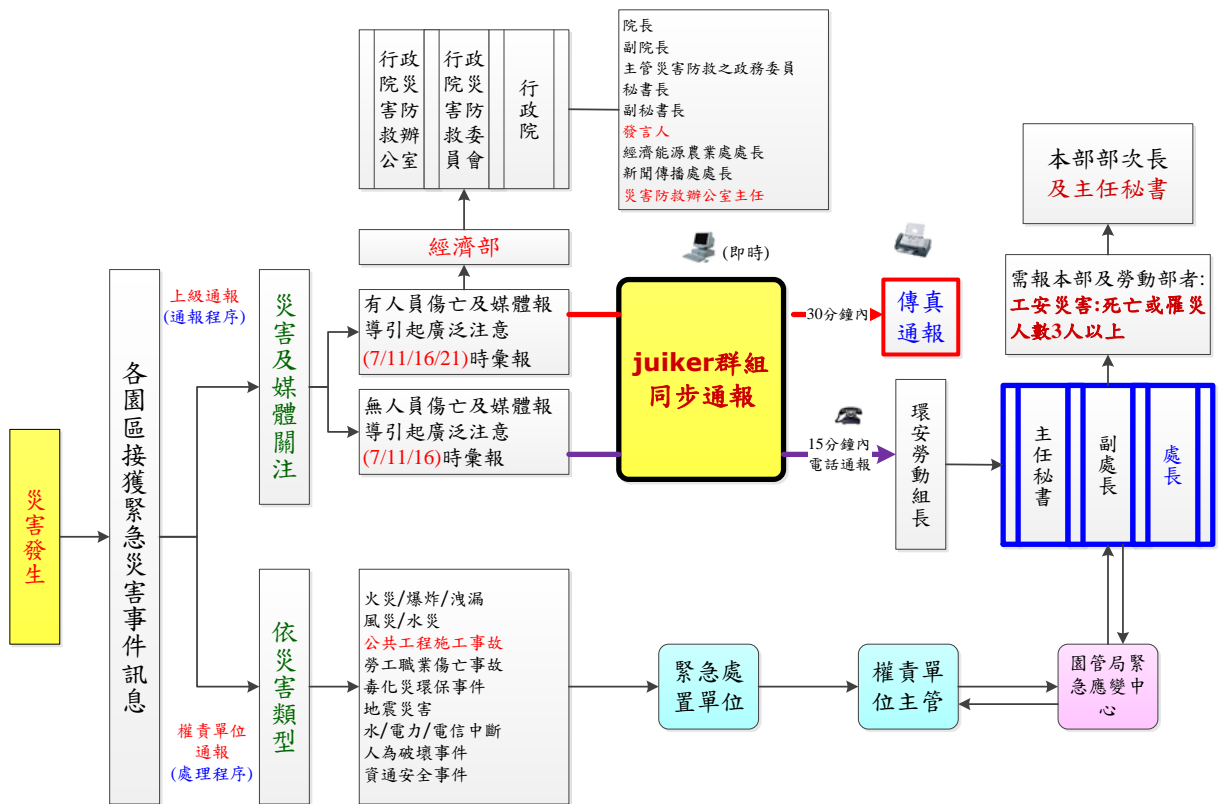 災害發生
各園區接獲緊急災害事件訊息
上級通報
(通報程序)
權責單位
通報
(處理程序)
災害及媒體關注
依災害類型
行政院災害防救辦公室
行政院災害防救委員會
行政院
院長
副院長
主管災害防救之政務委員
秘書長
副秘書長
發言人
經濟能源農業處處長
新聞傳播處處長
災害防救辦公室主任
經濟部
有人員傷亡及媒體報
導引起廣泛注意
(7/11/16/21)時彙報
無人員傷亡及媒體報
導引起廣泛注意
(7/11/16)時彙報
(即時)
juiker群組
同步通報
30分鐘內
傳真
通報
15分鐘內
電話通報
環安勞動組長
本部部次長
及主任秘書
需報本部及勞動部者:
工安災害:死亡或罹災
人數3人以上
主任秘書
副處長
處長
火災/爆炸/洩漏
風災/水災
公共工程施工事故
勞工職業傷亡事故
毒化災環保事件
地震災害
水/電力/電信中斷
人為破壞事件
資通安全事件
緊急處
置單位
權責單
位主管
園管局緊
急應變中
心